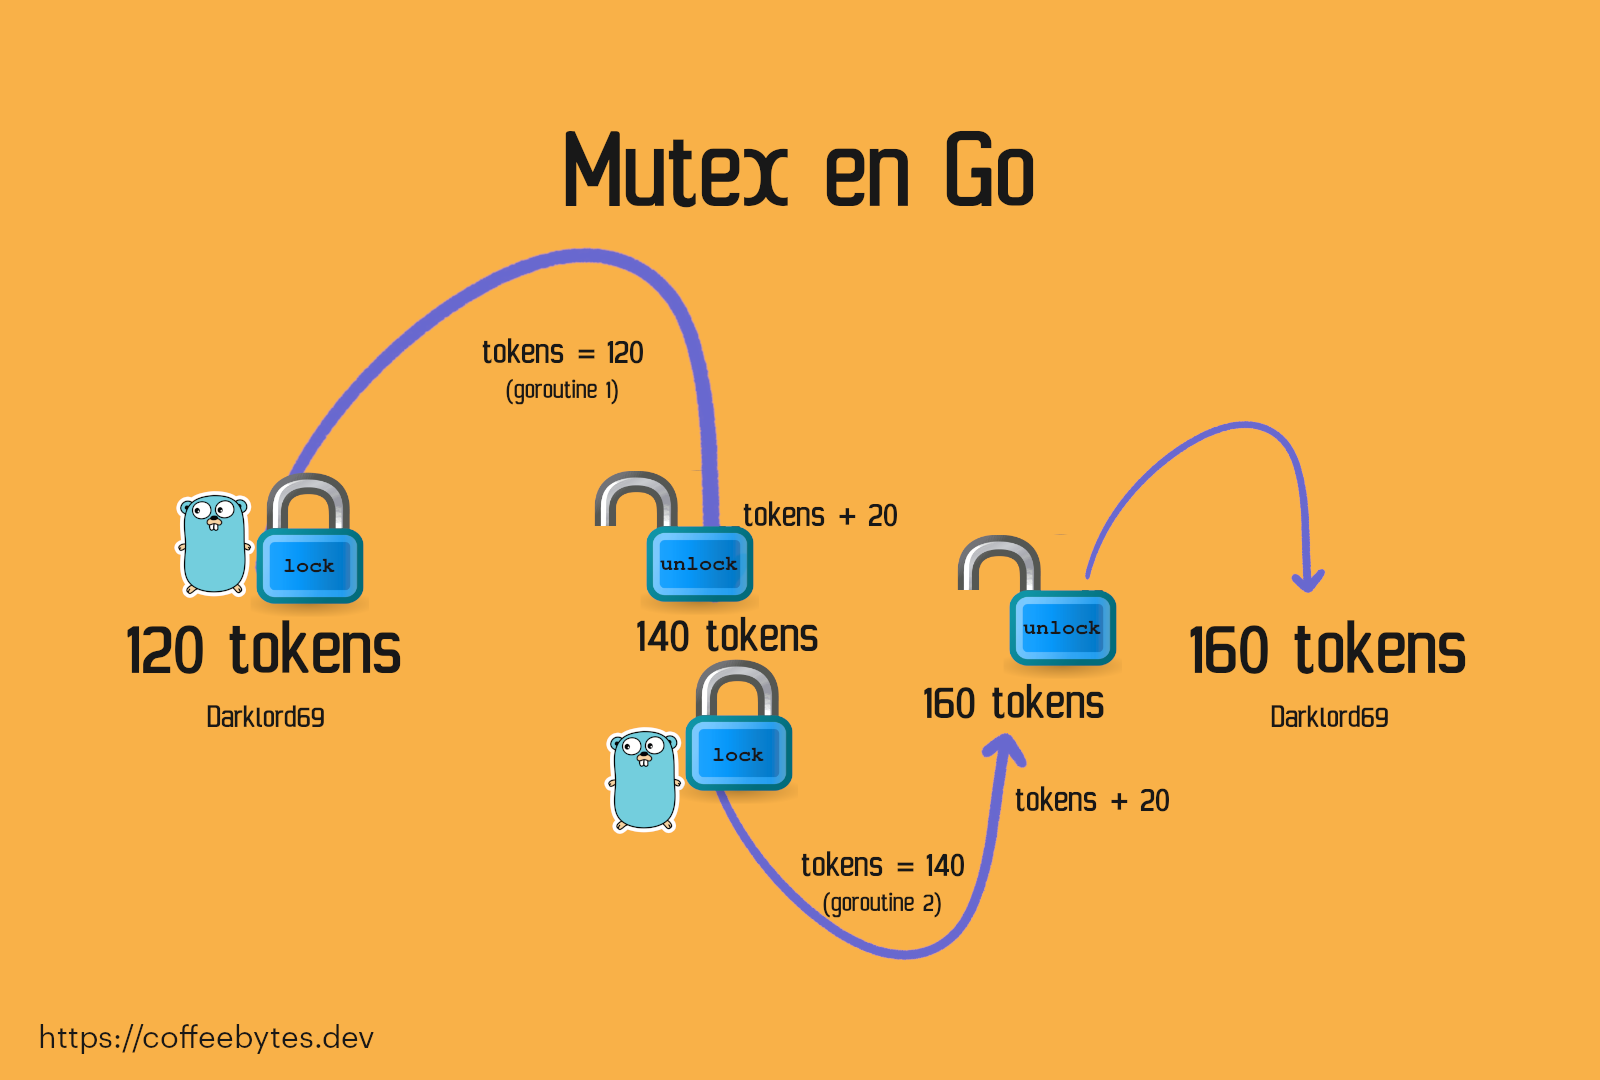 Mutex en Go
tokens = 120
(goroutine 1)
lock
120 tokens
Darklord69
unlock
tokens + 20
140 tokens
lock
tokens = 140
(goroutine 2)
tokens + 20
unlock
160 tokens
160 tokens
Darklord69
https://coffeebytes.dev